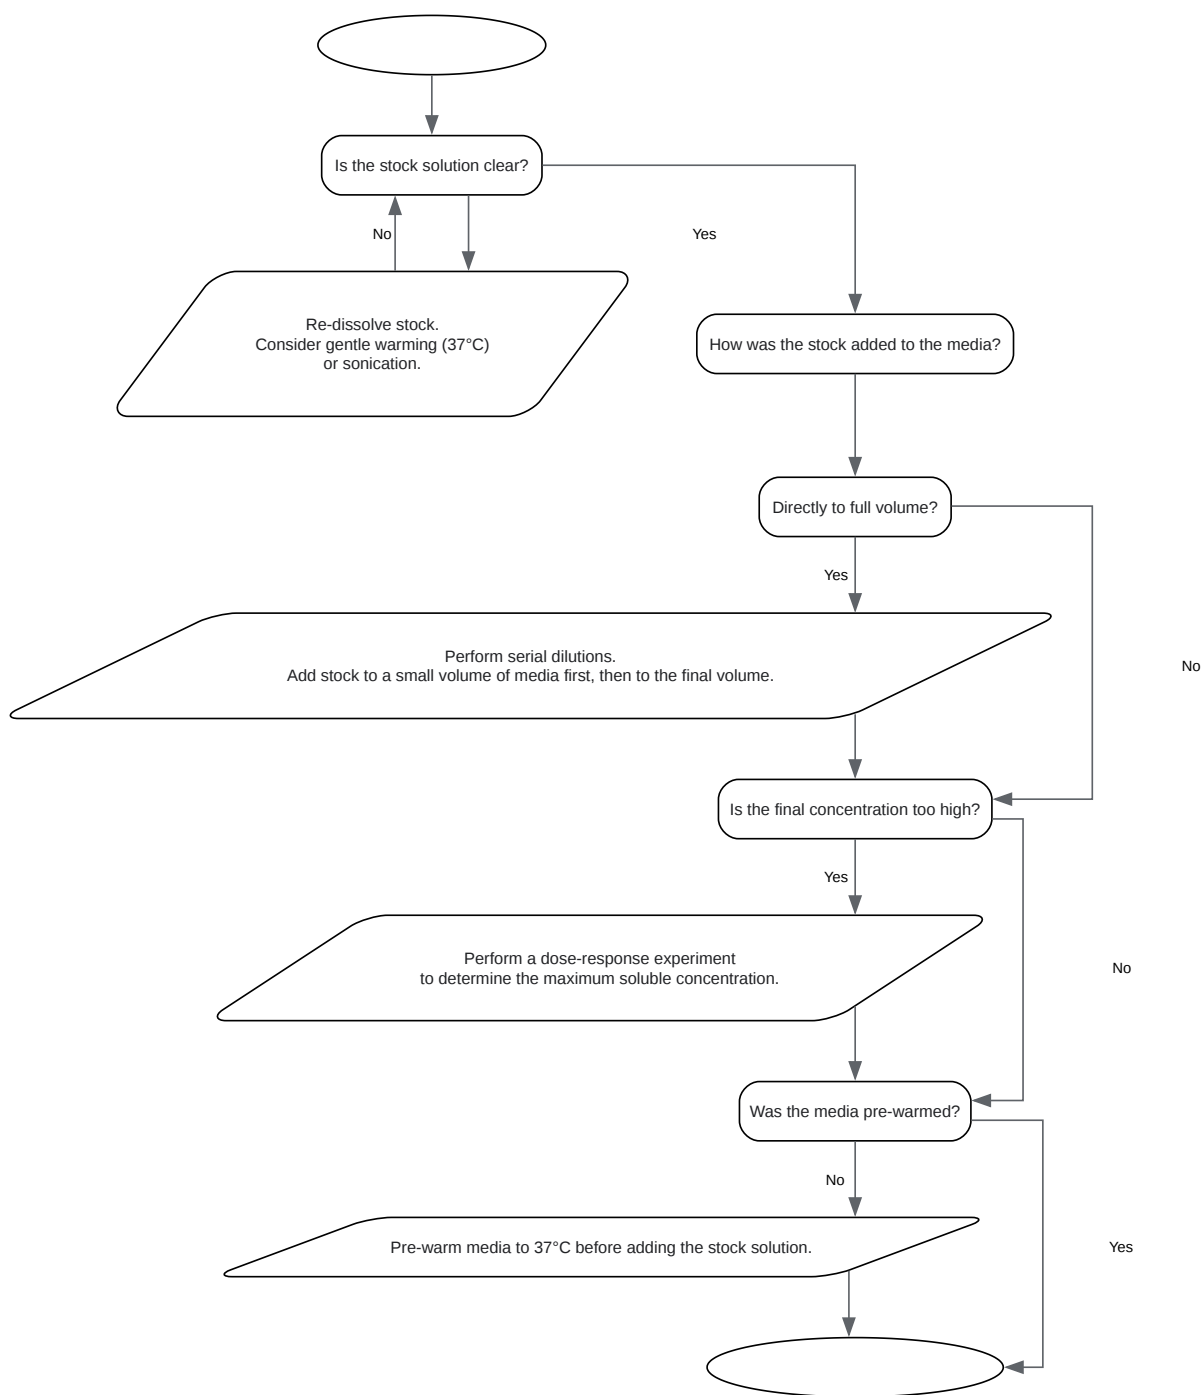 Is the stock solution clear?
No
Yes
Re-dissolve stock.
Consider gentle warming (37°C)
or sonication.
How was the stock added to the media?
Directly to full volume?
Yes
No
Perform serial dilutions.
Add stock to a small volume of media first, then to the final volume.
Is the final concentration too high?
Yes
No
Perform a dose-response experiment
to determine the maximum soluble concentration.
Was the media pre-warmed?
No
Yes
Pre-warm media to 37°C before adding the stock solution.